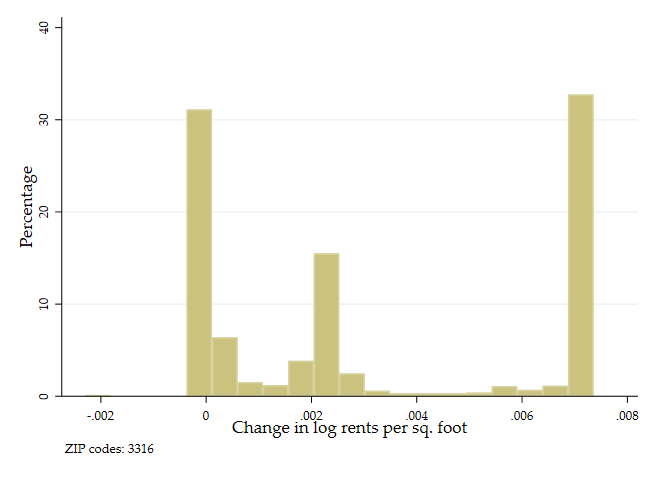 40
30
20
10
0
Percentage
-.002 0 .002 .004 .006 .008
Change in log rents per sq. foot
ZIP codes: 3316